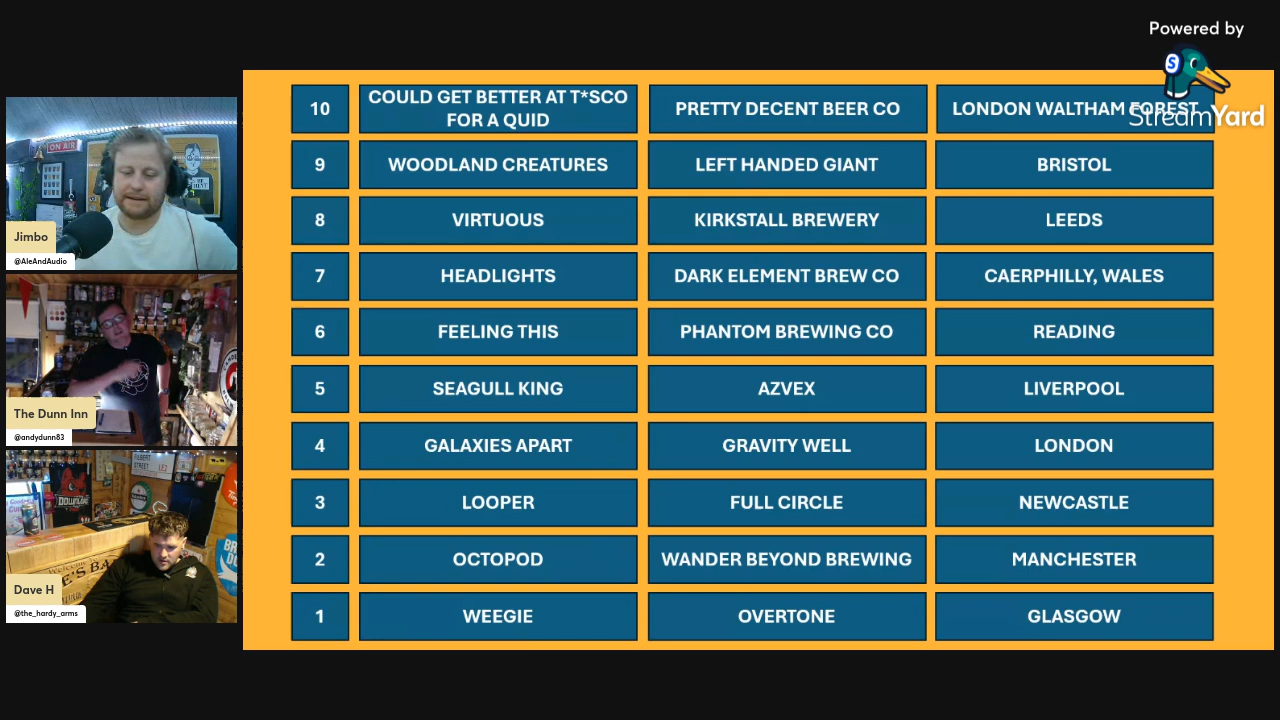 Powered by
StreamYard
10
COULD GET BETTER AT T*SCO
FOR A QUID
PRETTY DECENT BEER CO
LONDON WALTHAM FOREST
9
WOODLAND CREATURES
LEFT HANDED GIANT
BRISTOL
8
VIRTUOUS
KIRKSTALL BREWERY
LEEDS
7
HEADLIGHTS
DARK ELEMENT BREW CO
CAERPHILLY, WALES
6
FEELING THIS
PHANTOM BREWING CO
READING
5
SEAGULL KING
AZVEX
LIVERPOOL
4
GALAXIES APART
GRAVITY WELL
LONDON
3
LOOPER
FULL CIRCLE
NEWCASTLE
2
OCTOPOD
WANDER BEYOND BREWING
MANCHESTER
1
WEEGIE
OVERTONE
GLASGOW
ON AIR
Jimbo
@AleAndAudio
The Dunn Inn
@andydunn83
Dave H
@the_hardy_arms